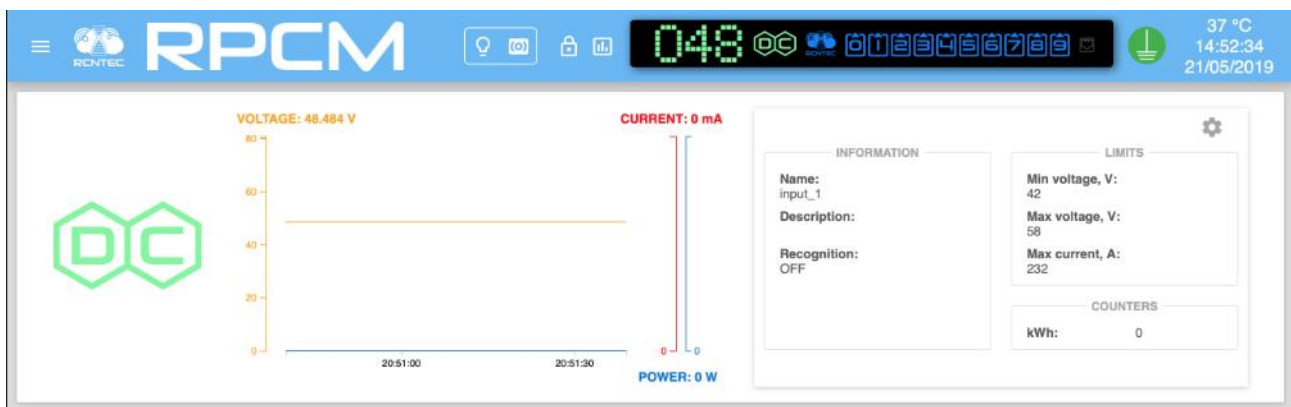 RCNTEC
RPCM
048 DC RCNTEC 0 1 2 3 4 5 6 7 8 9
37 °C
14:52:34
21/05/2019
VOLTAGE: 48.484 V
CURRENT: 0 mA
80
60
40
20
0
0
0
20:51:00
20:51:30
POWER: 0 W
DC
INFORMATION
Name:
input_1
Description:
Recognition:
OFF
LIMITS
Min voltage, V:
42
Max voltage, V:
58
Max current, A:
232
COUNTERS
kWh: 0